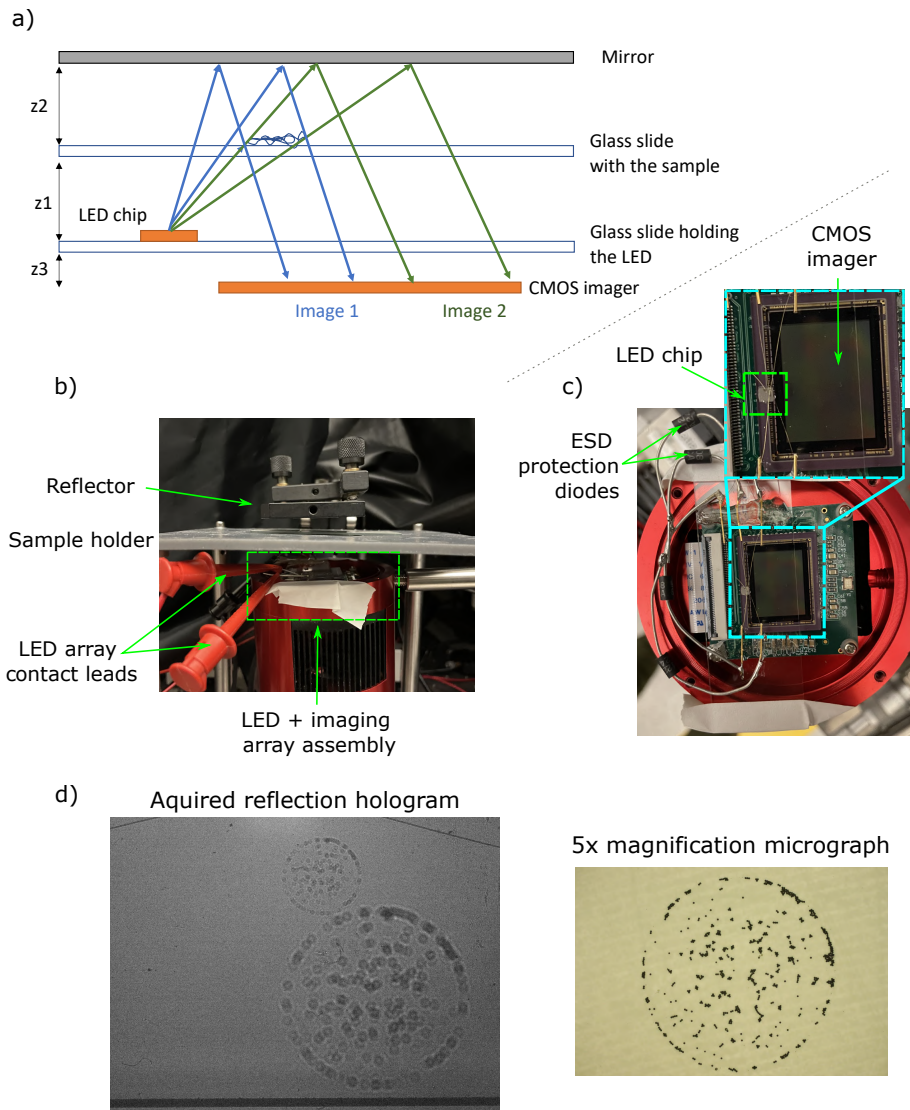 a)
Mirror
z2
Glass slide
with the sample
z1
LED chip
Glass slide holding
the LED
z3
CMOS imager
Image 1
Image 2
CMOS
imager
LED chip
b)
c)
ESD
protection
diodes
Reflector
Sample holder
LED array
contact leads
LED + imaging
array assembly
d)
Aquired reflection hologram
5x magnification micrograph